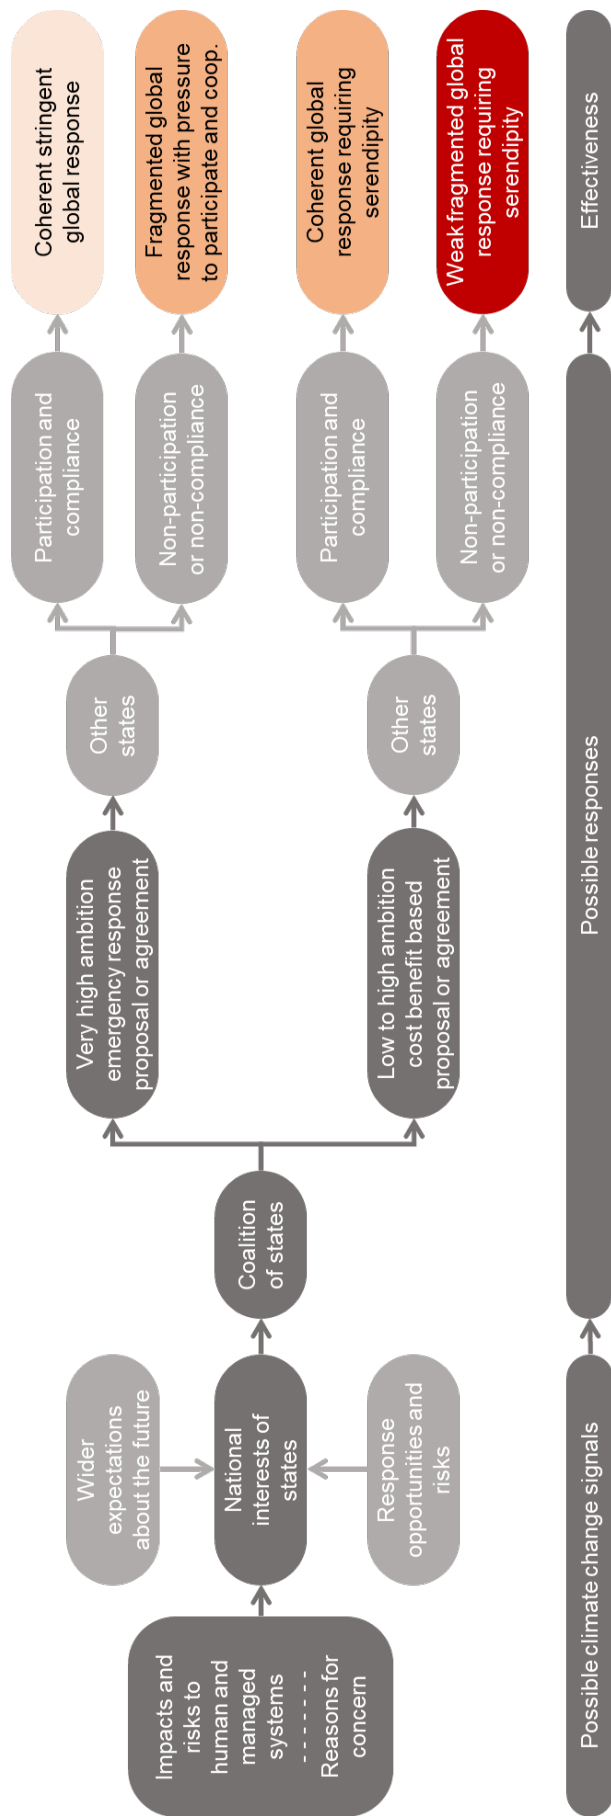 Impacts and
risks to
human and
managed
systems
-------
Reasons for
concern
Wider
expectations
about the future
National
interests of
states
Response
opportunities and
risks
Coalition
of states
Very high ambition
emergency response
proposal or agreement
Low to high ambition
cost benefit based
proposal or agreement
Other
states
Other
states
Participation and
compliance
Non-participation
or non-compliance
Participation and
compliance
Non-participation
or non-compliance
Coherent stringent
global response
Fragmented global
response with pressure
to participate and coop.
Coherent global
response requiring
serendipity
Weak fragmented global
response requiring
serendipity
Possible climate change signals
Possible responses
Effectiveness